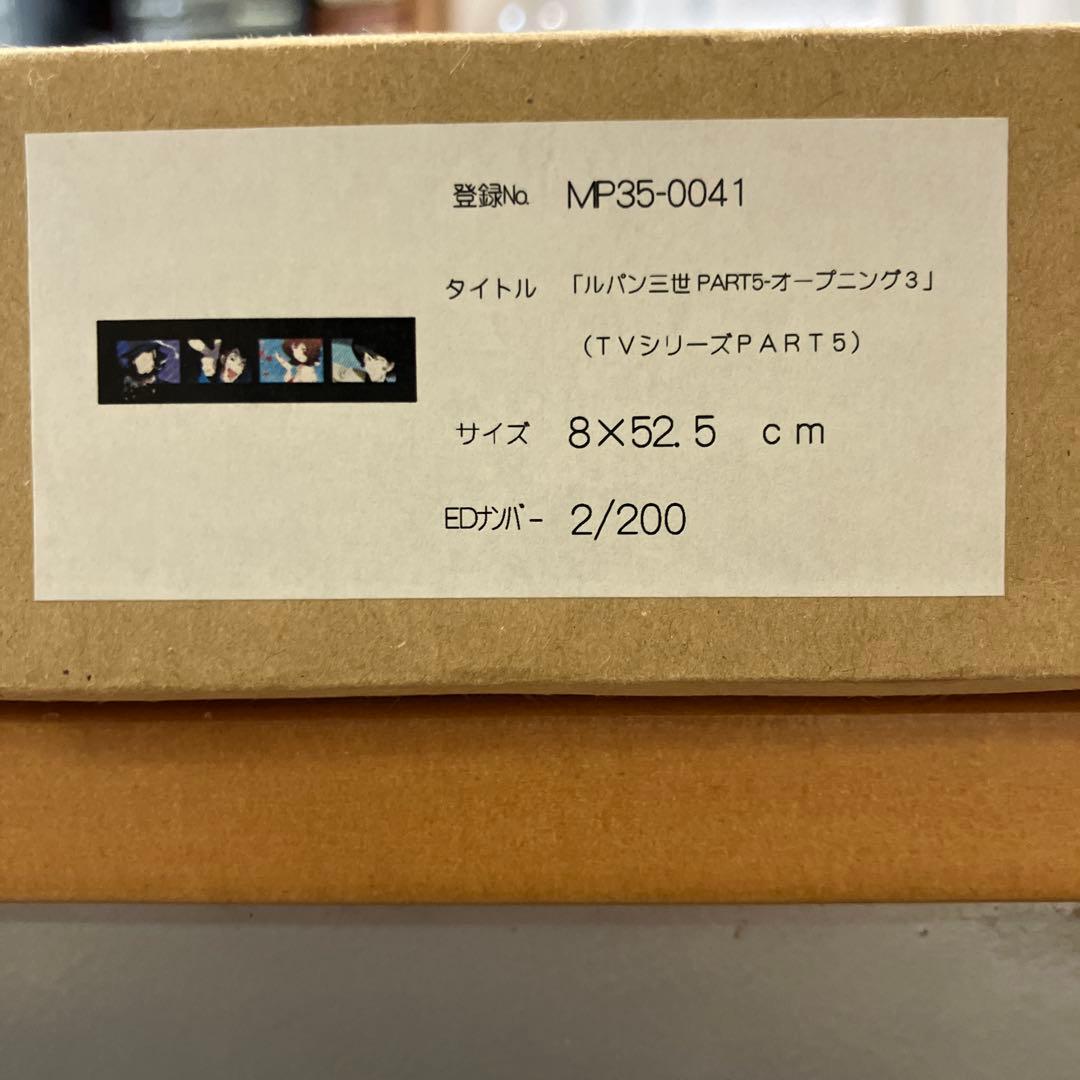 登録No. MP35-0041
タイトル 「ルパン三世 PART5-オープニング3」
（TVシリーズPART5）
サイズ 8×52.5 cm
EDナンバー 2/200